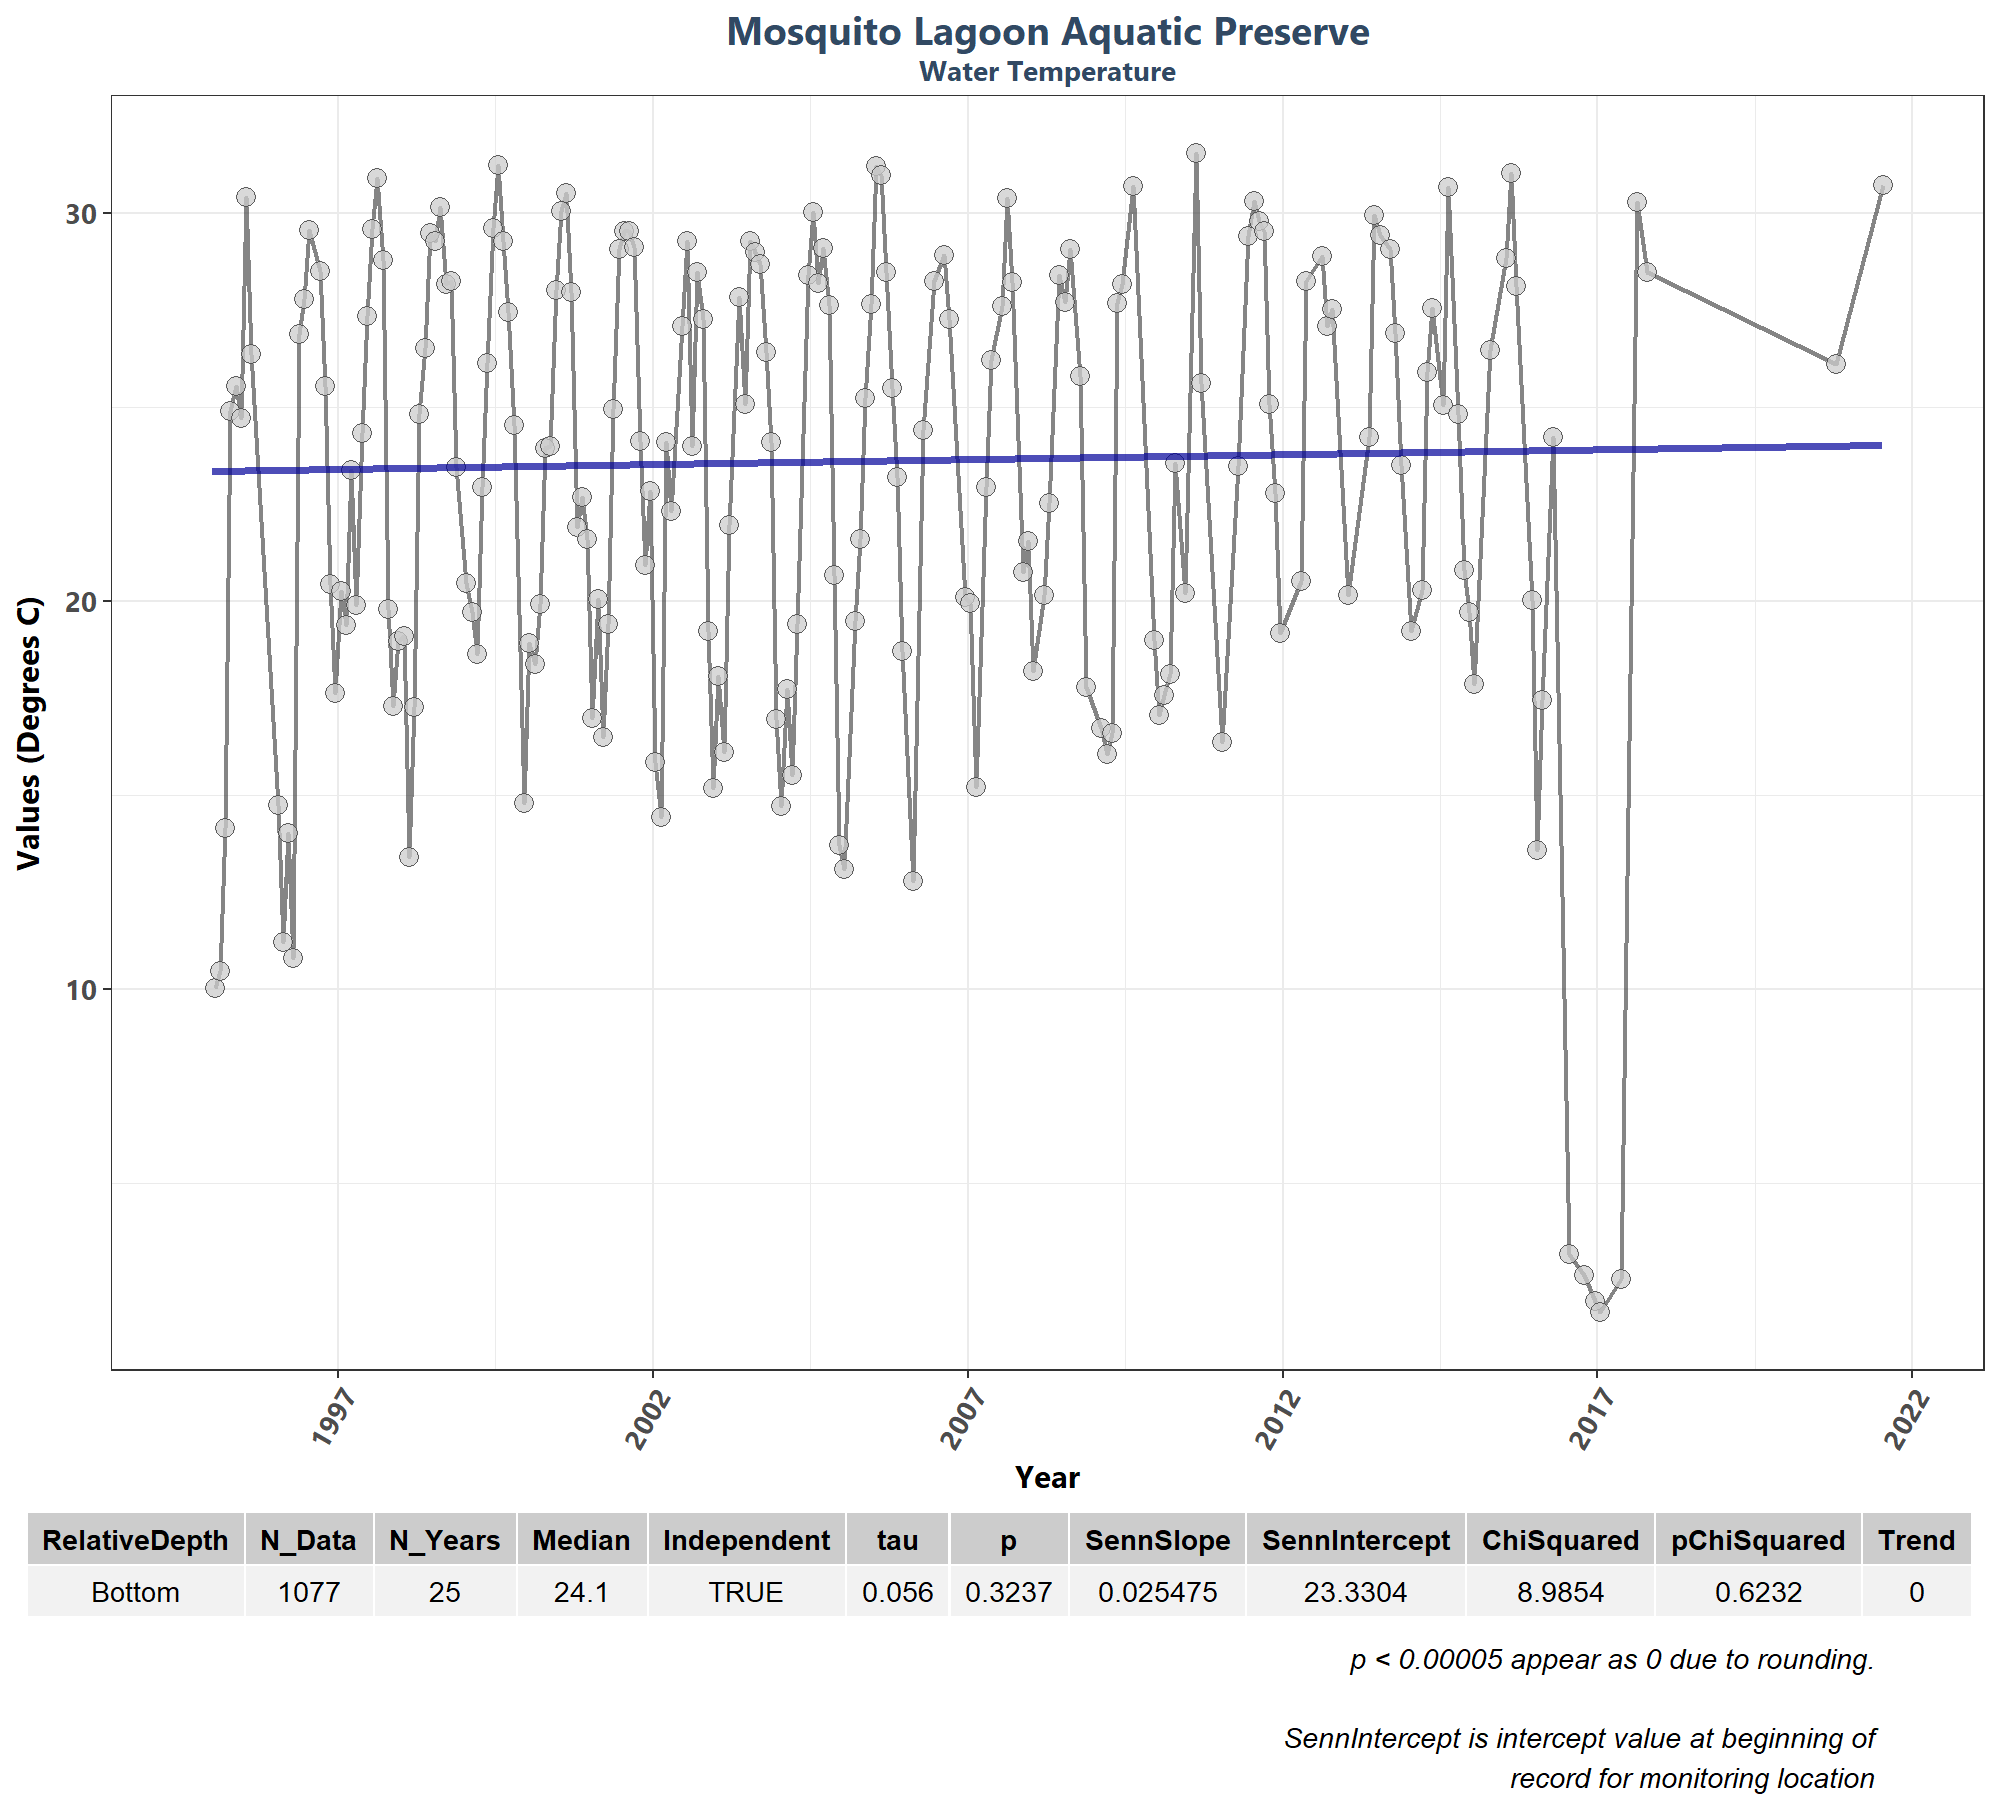 Mosquito Lagoon Aquatic Preserve
Water Temperature
Values (Degrees C)
30
20
10
1997
2002
2007
2012
2017
2022
Year
RelativeDepth N_Data N_Years Median Independent tau p SennSlope SennIntercept ChiSquared pChiSquared Trend
Bottom 1077 25 24.1 TRUE 0.056 0.3237 0.025475 23.3304 8.9854 0.6232 0
p < 0.00005 appear as 0 due to rounding.
SennIntercept is intercept value at beginning of
record for monitoring location